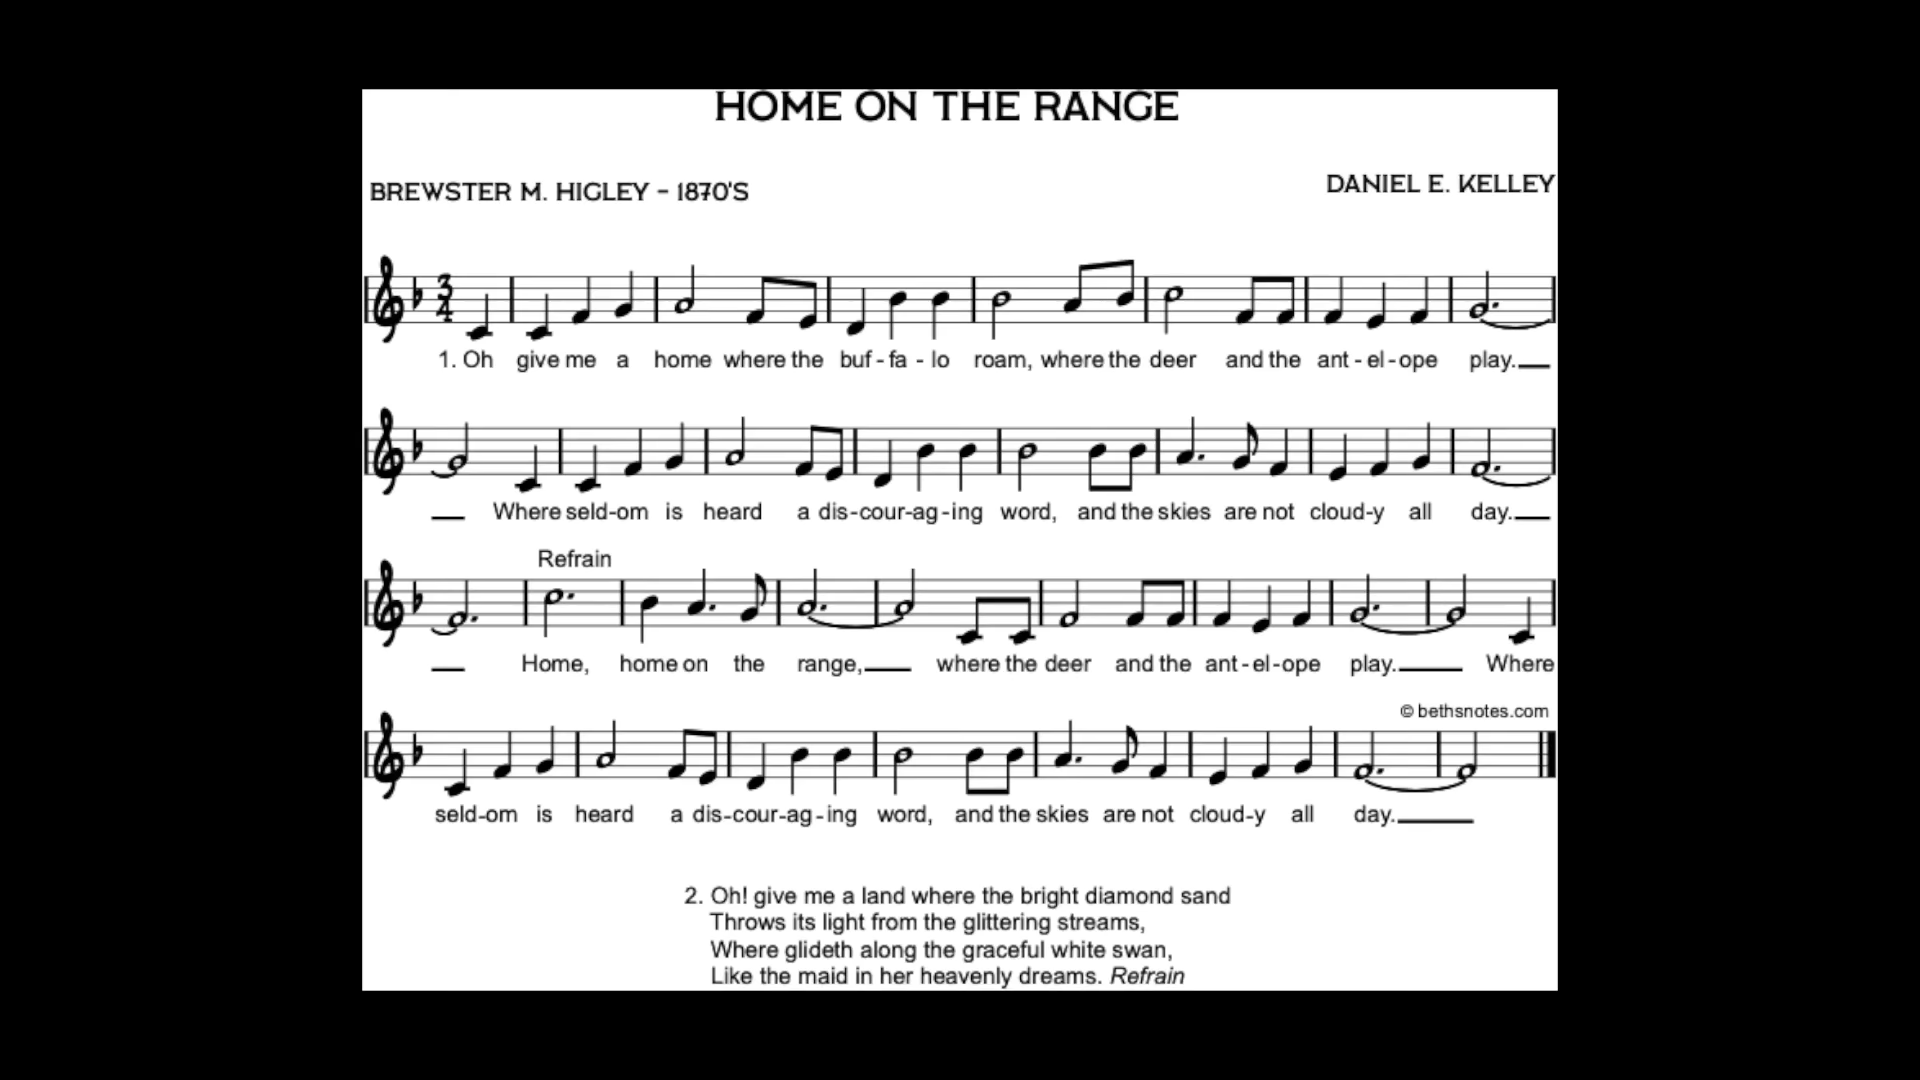 HOME ON THE RANGE
BREWSTER M. HIGLEY - 1870'S
DANIEL E. KELLEY
3
4
1. Oh give me a home where the buf - fa - lo roam, where the deer and the ant - el - ope play.
Where seld-om is heard a dis-cour-ag-ing word, and the skies are not cloud-y all day.
Refrain
Home, home on the range, where the deer and the ant-el-ope play. Where
© bethsnotes.com
seld-om is heard a dis-cour-ag-ing word, and the skies are not cloud-y all day.
2. Oh! give me a land where the bright diamond sand
Throws its light from the glittering streams,
Where glideth along the graceful white swan,
Like the maid in her heavenly dreams. Refrain